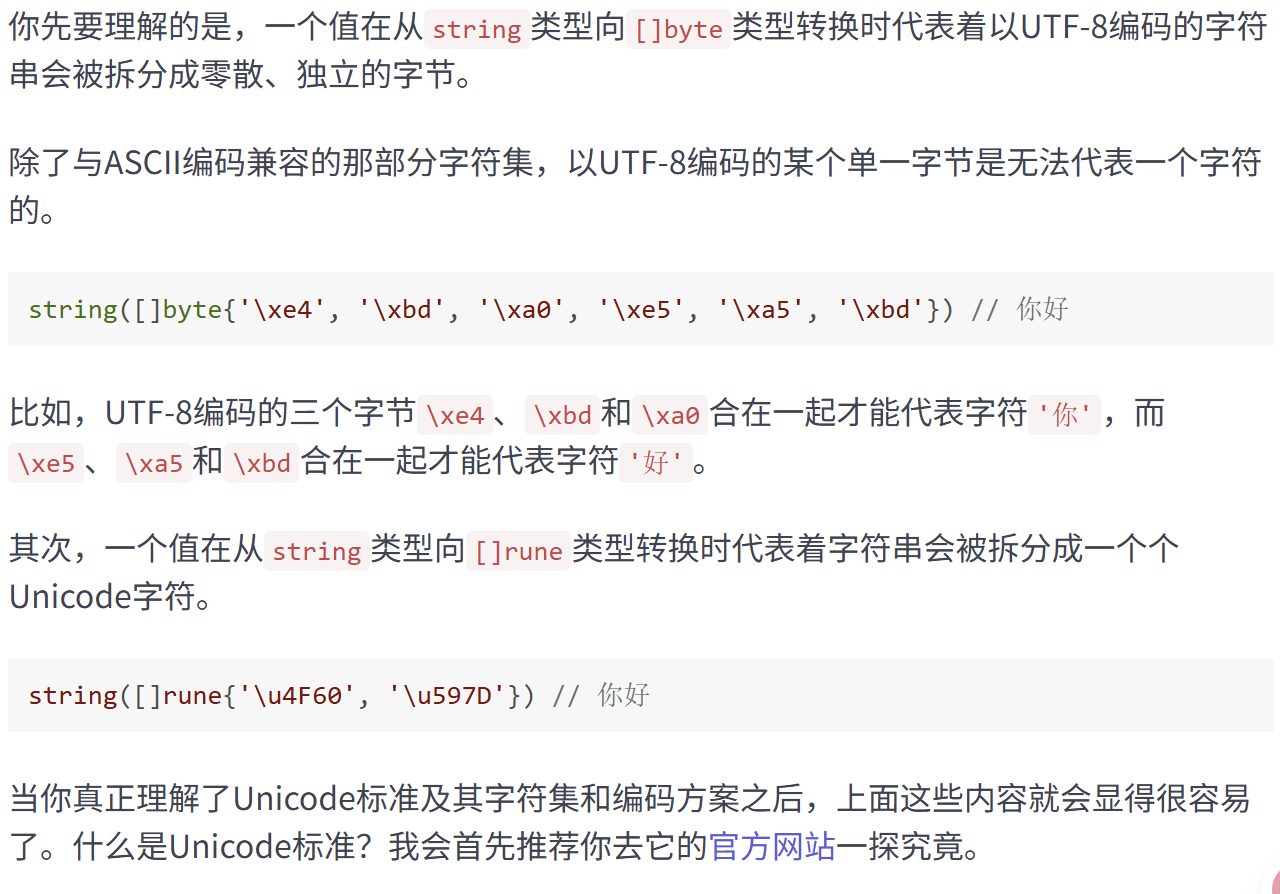 你先要理解的是，一个值在从string类型向[]byte类型转换时代表着以UTF-8编码的字符
串会被拆分成零散、独立的字节。
除了与ASCII编码兼容的那部分字符集，以UTF-8编码的某个单一字节是无法代表一个字符
的。
string([]byte{'\xe4', '\xbd', '\xa0', '\xe5', '\xa5', '\xbd'}) // 你好
比如，UTF-8编码的三个字节\xe4、\xbd和\xa0合在一起才能代表字符'你'，而
\xe5、\xa5和\xbd合在一起才能代表字符'好'。
其次，一个值在从string类型向[]rune类型转换时代表着字符串会被拆分成一个个
Unicode字符。
string([]rune{'\u4F60', '\u597D'}) // 你好
当你真正理解了Unicode标准及其字符集和编码方案之后，上面这些内容就会显得很容易
了。什么是Unicode标准？我会首先推荐你去它的官方网站一探究竟。